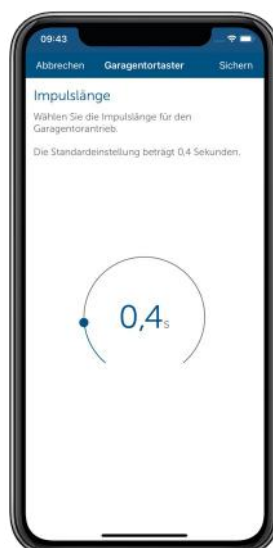 09:43
Abbrechen Garagentortaster Sichern
Impulslänge
Wählen Sie die Impulslänge für den
Garagentorantrieb.
Die Standardeinstellung beträgt 0,4 Sekunden.
0,4s